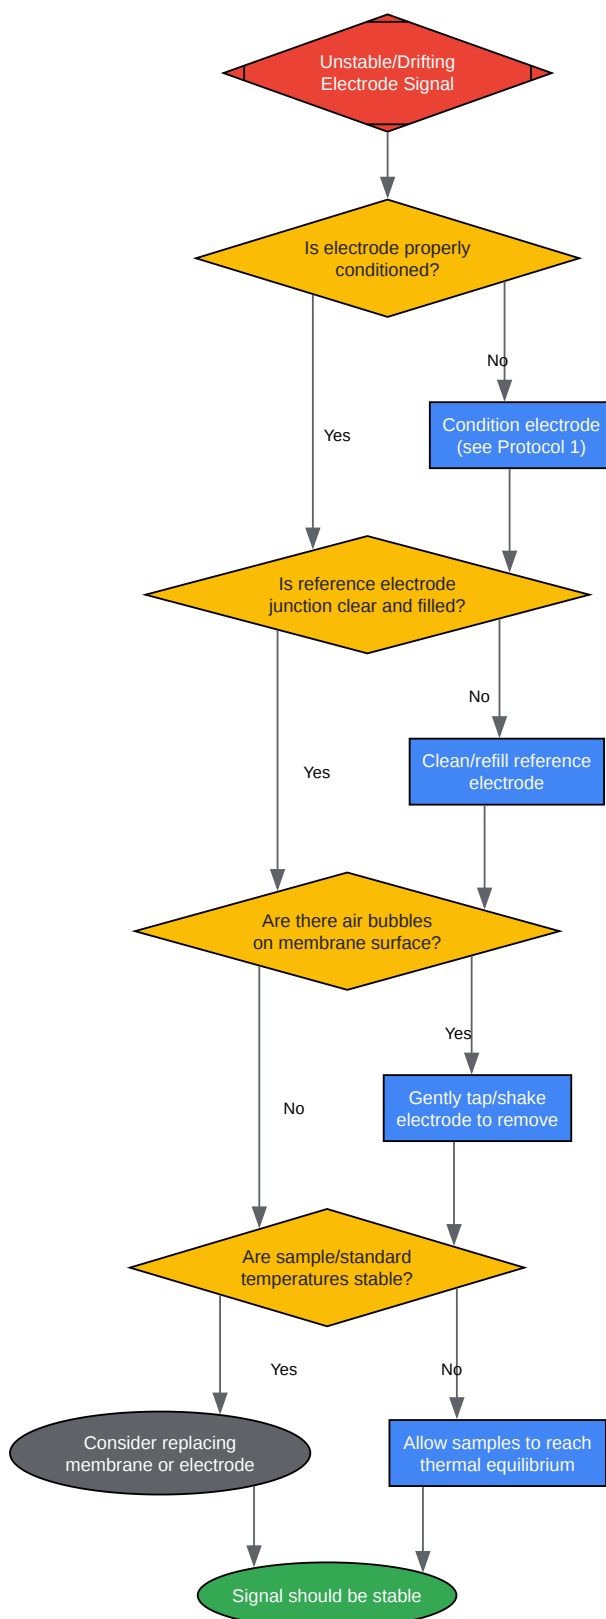 Unstable/Drifting
Electrode Signal
Is electrode properly
conditioned?
No
Condition electrode
(see Protocol 1)
Yes
Is reference electrode
junction clear and filled?
No
Clean/refill reference
electrode
Yes
Are there air bubbles
on membrane surface?
Yes
Gently tap/shake
electrode to remove
No
Are sample/standard
temperatures stable?
Yes
No
Consider replacing
membrane or electrode
Allow samples to reach
thermal equilibrium
Signal should be stable